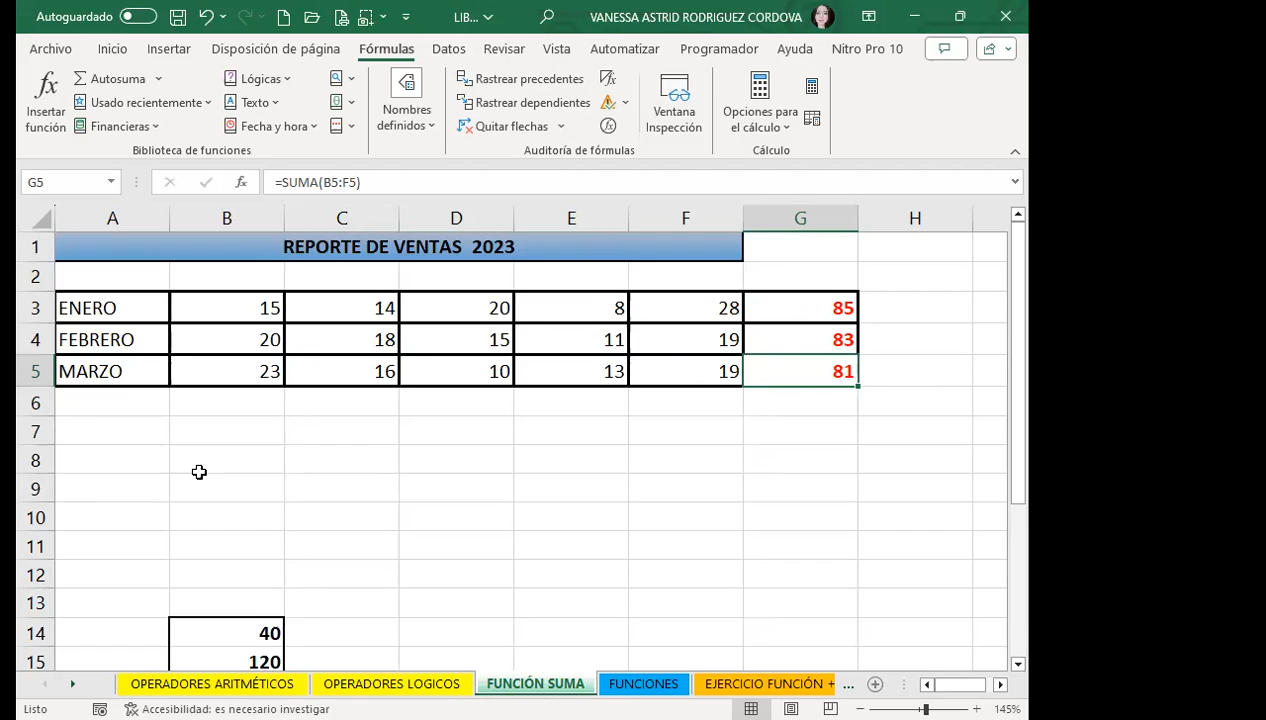 Autoguardado LIB... VANESSA ASTRID RODRIGUEZ CORDOVA
Archivo Inicio Insertar Disposición de página Fórmulas Datos Revisar Vista Automatizar Programador Ayuda Nitro Pro 10
fx Autosuma ? Lógicas Rastrear precedentes fx
Insertar función Usado recientemente A Texto Nombres definidos Rastrear dependientes Ventana Inspección Opciones para el cálculo
Financieras Fecha y hora Quitar flechas fx
Biblioteca de funciones Auditoría de fórmulas Cálculo
G5 fx =SUMA(B5:F5)
A B C D E F G H
1 REPORTE DE VENTAS 2023
2
3 ENERO 15 14 20 8 28 85
4 FEBRERO 20 18 15 11 19 83
5 MARZO 23 16 10 13 19 81
6
7
8
9
10
11
12
13
14 40
15 120
OPERADORES ARITMÉTICOS OPERADORES LOGICOS FUNCIÓN SUMA FUNCIONES EJERCICIO FUNCIÓN + ...
Listo Accesibilidad: es necesario investigar 145%